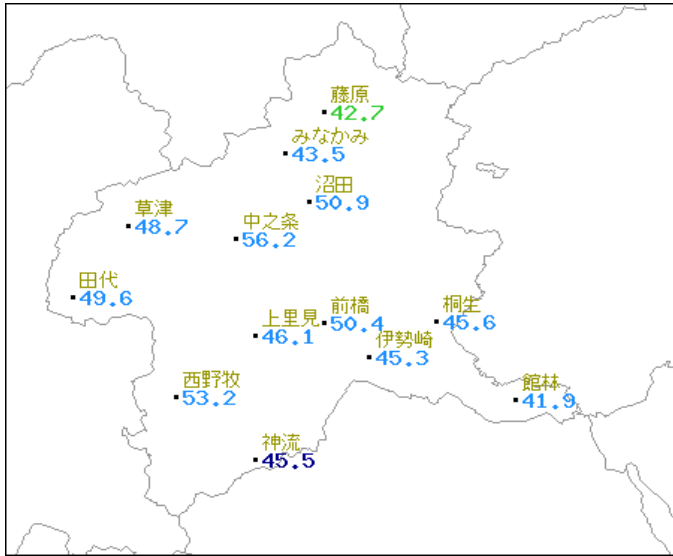 藤原
42.7
みなかみ
43.5
沼田
50.9
草津
48.7
中之条
56.2
田代
49.6
上里見
46.1
前橋
50.4
桐生
45.6
伊勢崎
45.3
西野牧
53.2
館林
41.9
神流
45.5